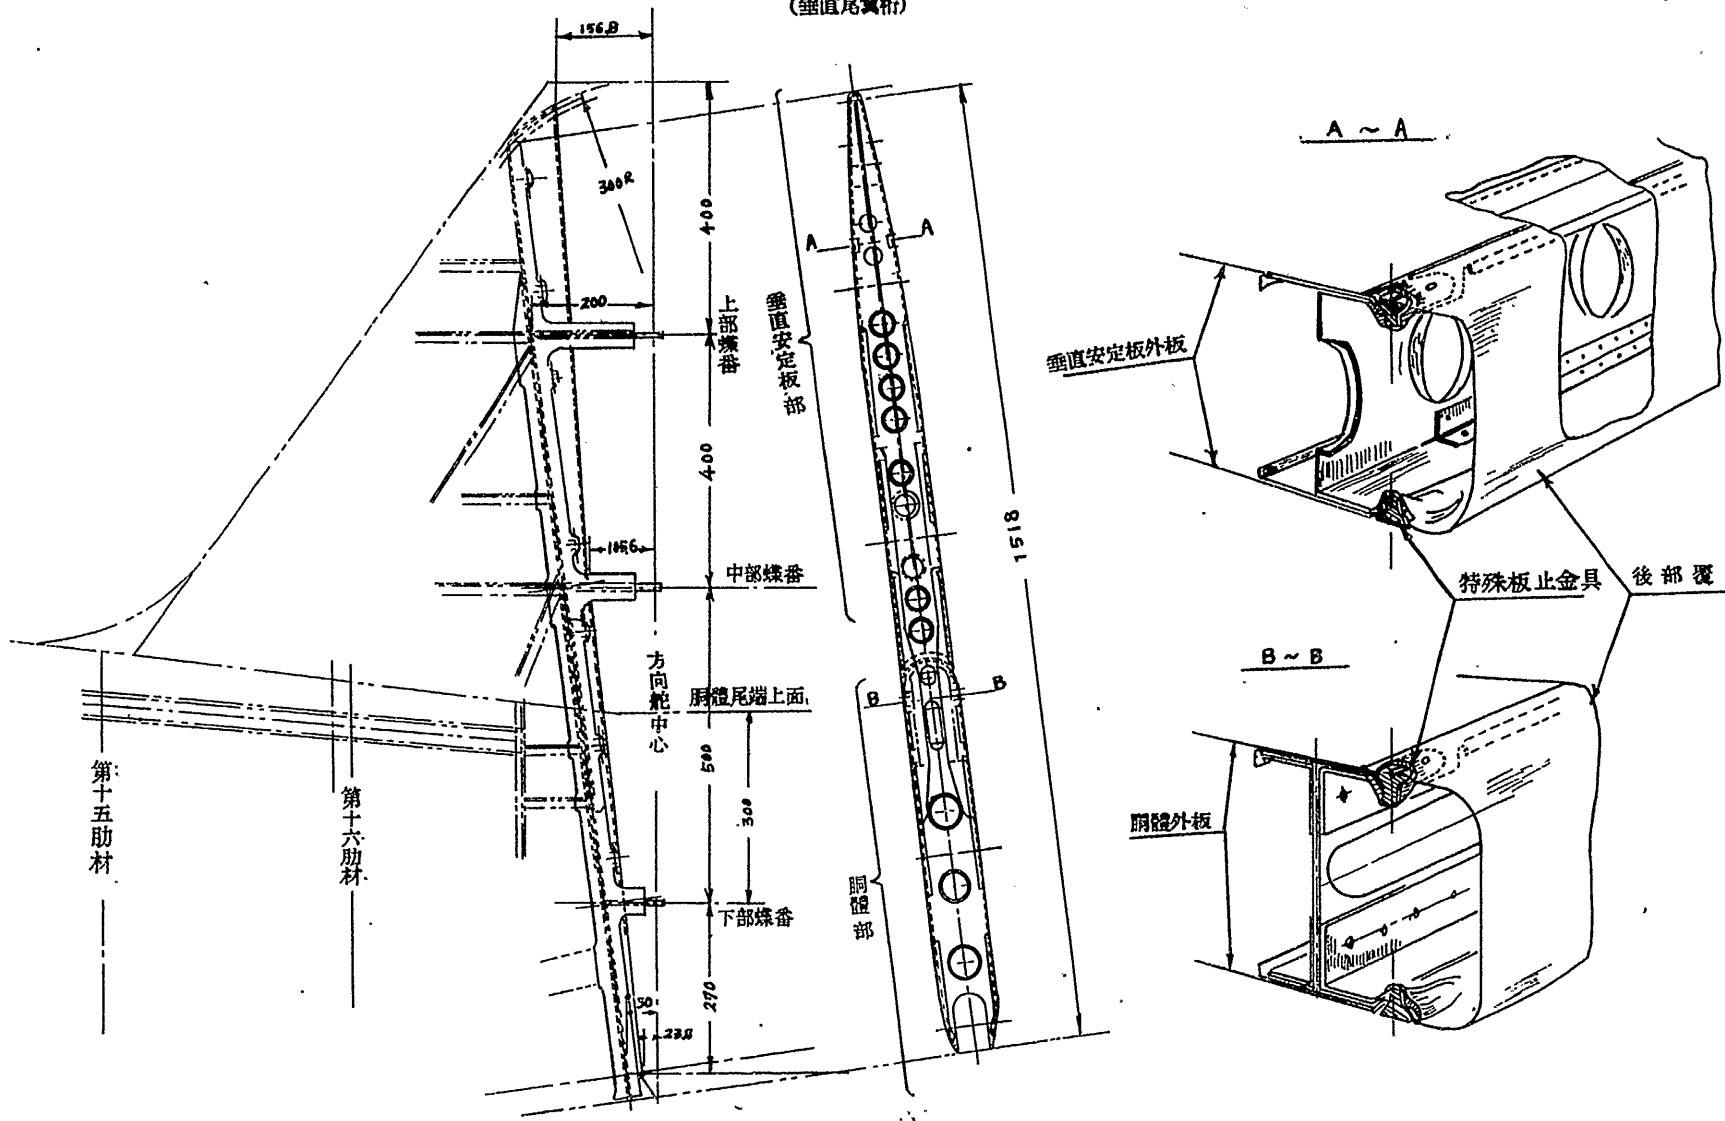 (垂直尾翼桁)
156.8
300R
400
200
上部蝶番
400
1056
中部蝶番
方向舵中心
胴體尾端上面
500
300
下部蝶番
270
30
23.8
第十五肋材
第十六肋材
垂直安定板部
A
A
B
B
胴體部
1518
A ~ A
垂直安定板外板
特殊板止金具
後部覆
B ~ B
胴體外板